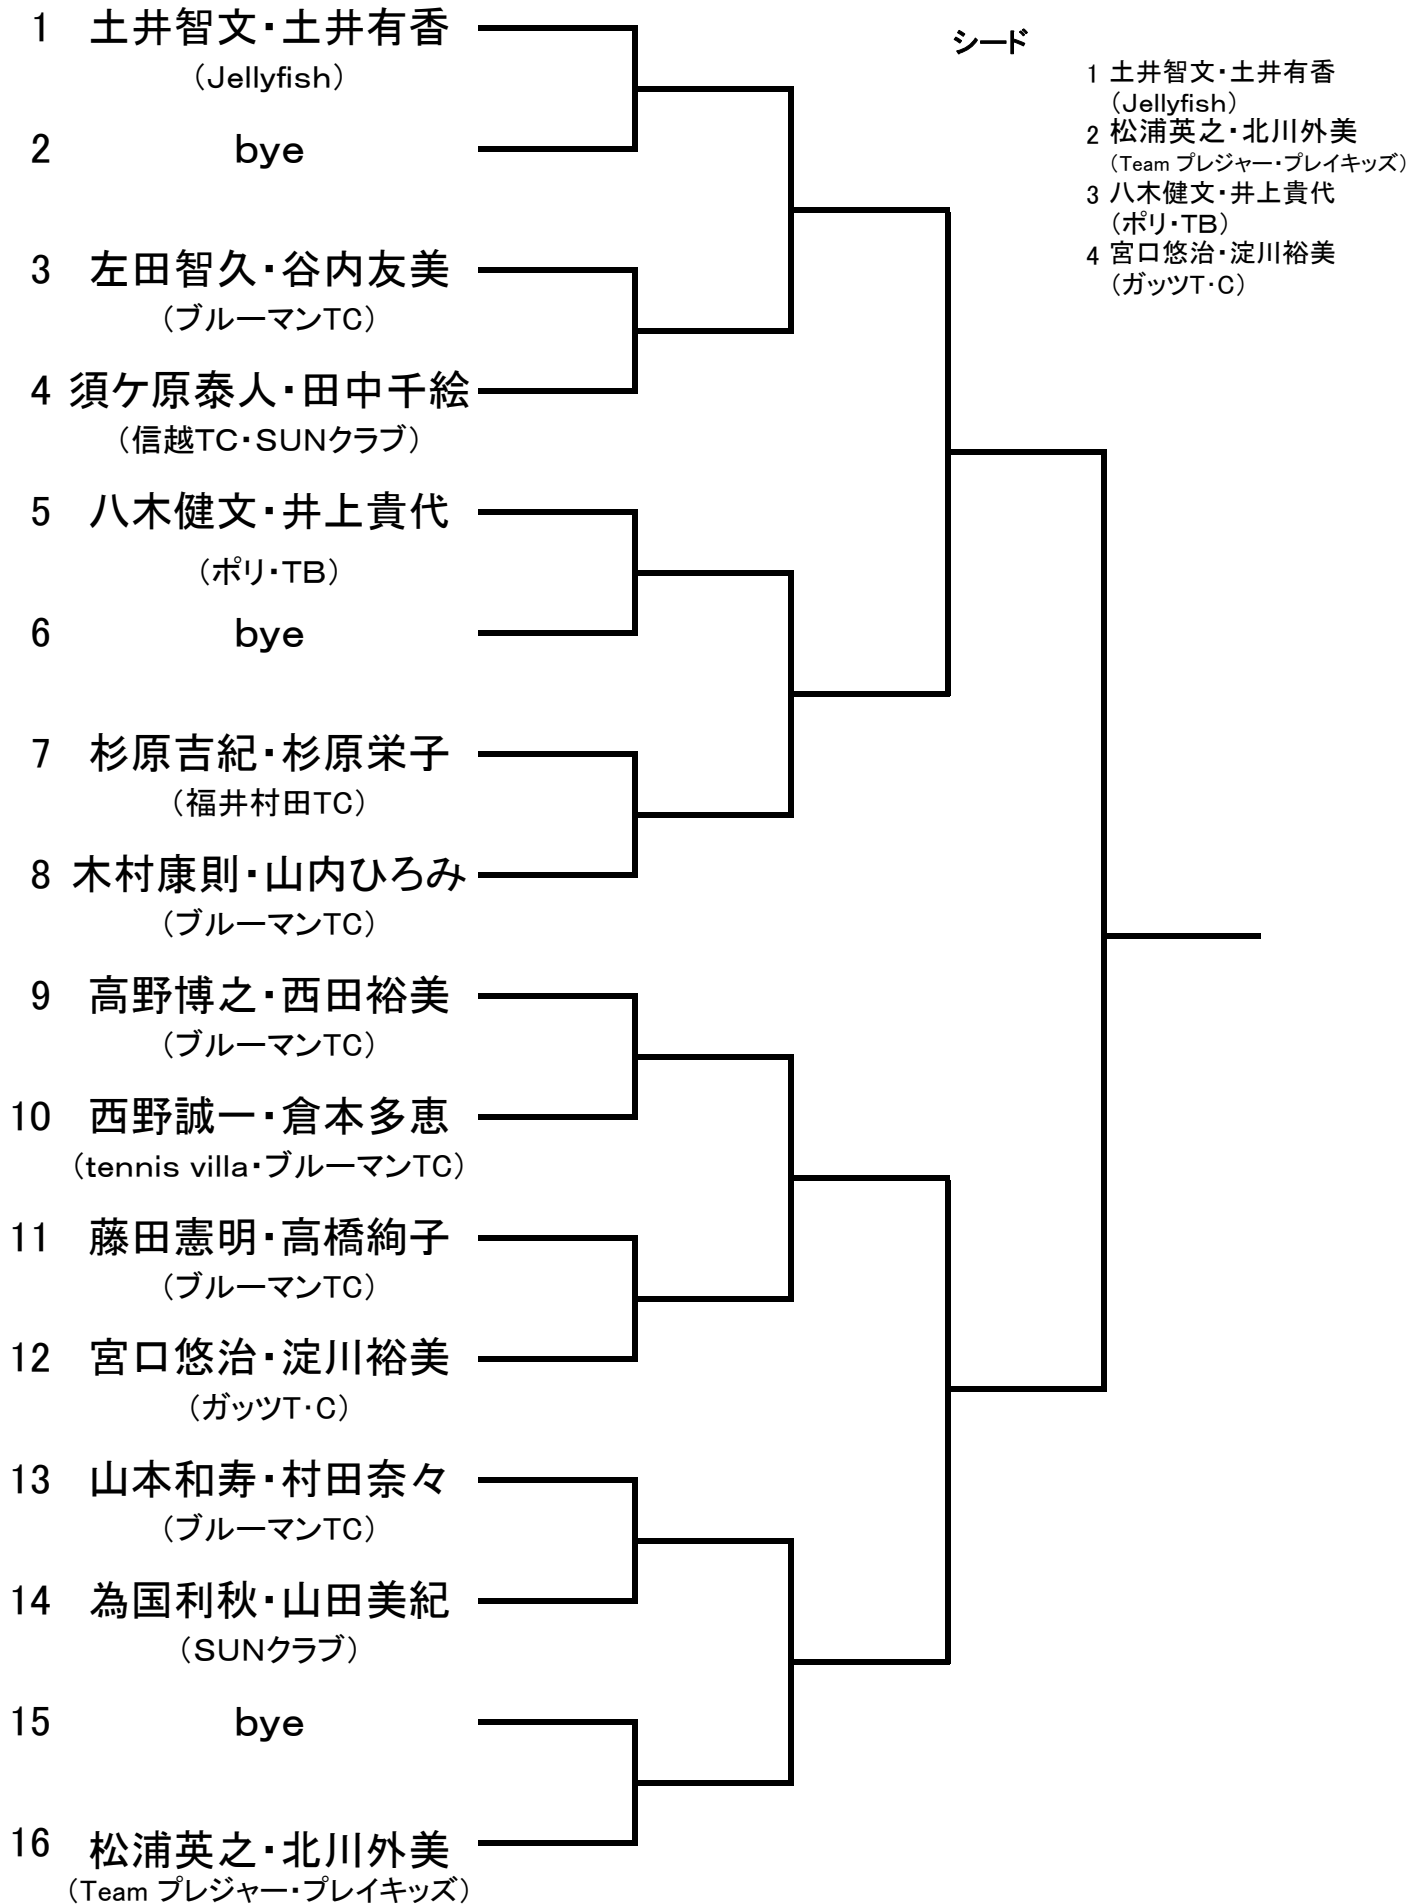 1 土井智文・土井有香
（Jellyfish）
2 bye
3 左田智久・谷内友美
（ブルーマンTC）
4 須ケ原泰人・田中千絵
（信越TC・SUNクラブ）
5 八木健文・井上貴代
（ポリ・TB）
6 bye
7 杉原吉紀・杉原栄子
（福井村田TC）
8 木村康則・山内ひろみ
（ブルーマンTC）
9 高野博之・西田裕美
（ブルーマンTC）
10 西野誠一・倉本多恵
（tennis villa・ブルーマンTC）
11 藤田憲明・高橋絢子
（ブルーマンTC）
12 宮口悠治・淀川裕美
（ガッツT・C）
13 山本和寿・村田奈々
（ブルーマンTC）
14 為国利秋・山田美紀
（SUNクラブ）
15 bye
16 松浦英之・北川外美
（Team プレジャー・プレイキッズ）
シード
1 土井智文・土井有香
（Jellyfish）
2 松浦英之・北川外美
（Team プレジャー・プレイキッズ）
3 八木健文・井上貴代
（ポリ・TB）
4 宮口悠治・淀川裕美
（ガッツT・C）